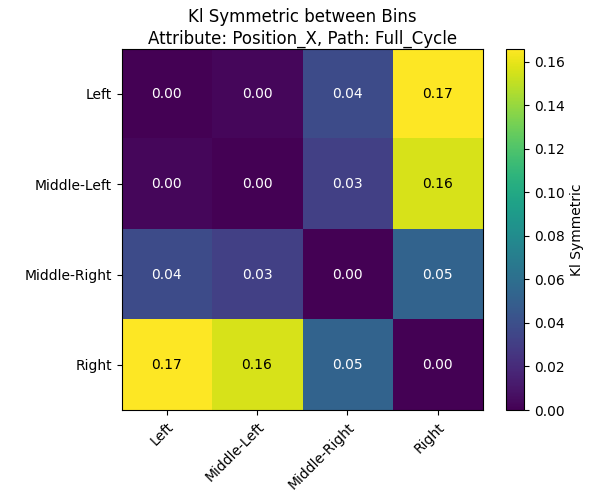 Kl Symmetric between Bins
Attribute: Position_X, Path: Full_Cycle
Left 0.00 0.00 0.04 0.17
Middle-Left 0.00 0.00 0.03 0.16
Middle-Right 0.04 0.03 0.00 0.05
Right 0.17 0.16 0.05 0.00
Left Middle-Left Middle-Right Right
0.16
0.14
0.12
0.10
0.08
0.06
0.04
0.02
0.00
Kl Symmetric